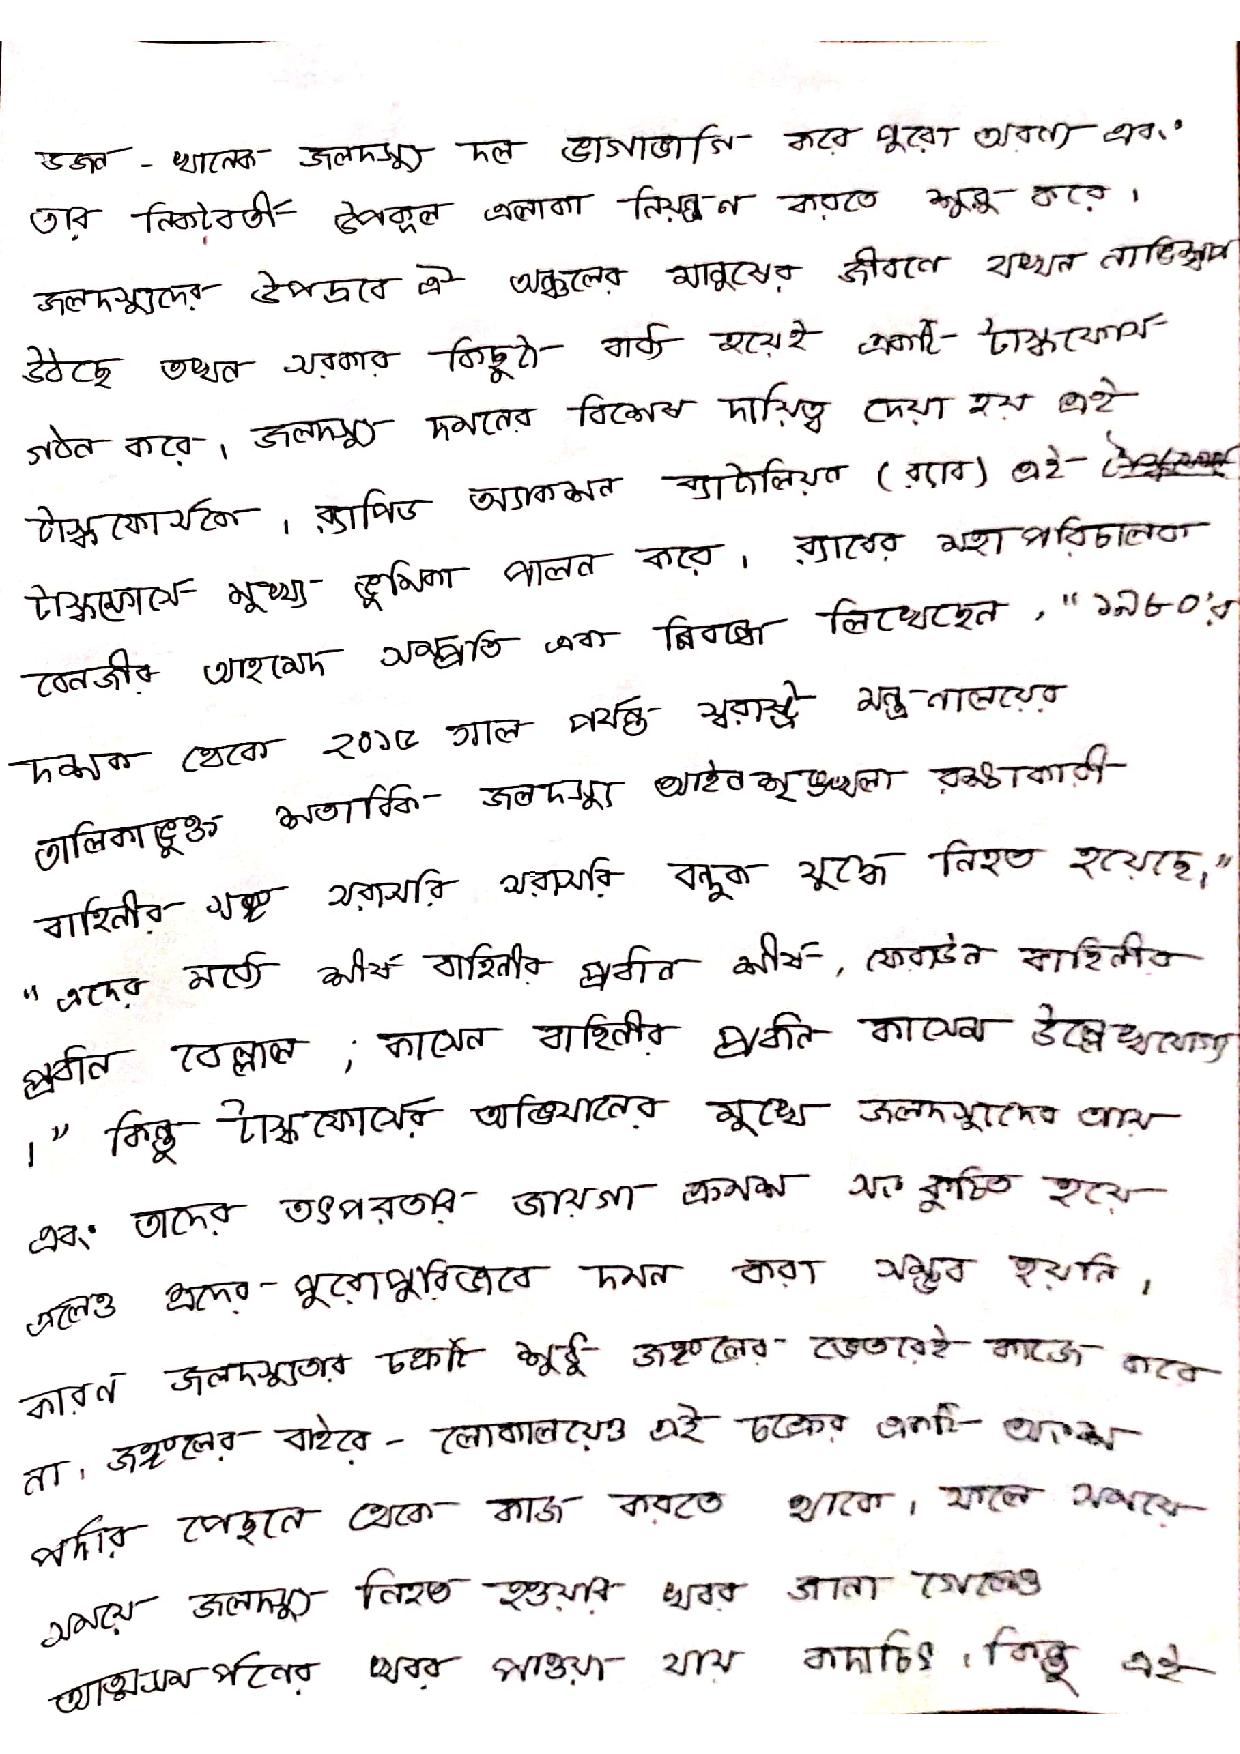 ডজন - খানেক জলদস্যু দল ভাগাভাগি করে পুরো অরণ্য এবং
তার নিকটবর্তী উপকূল এলাকা নিয়ন্ত্রণ করতে শুরু করে।
জলদস্যুদের উপদ্রবে ঐ অঞ্চলের মানুষের জীবনে যখন নাভিশ্বাস
উঠছে তখন সরকার কিছুটা বাধ্য হয়েই একটি টাস্কফোর্স
গঠন করে। জলদস্যু দমনের বিশেষ দায়িত্ব দেয়া হয় এই
টাস্কফোর্সকে। র‍্যাপিড অ্যাকশন ব্যাটালিয়ন (র‍্যাব) এই
টাস্কফোর্সে মুখ্য ভূমিকা পালন করে। র‍্যাবের মহাপরিচালক
বেনজীর আহমেদ সম্প্রতি এক নিবন্ধে লিখেছেন, "১৯৮০'র
দশক থেকে ২০১৫ সাল পর্যন্ত স্বরাষ্ট্র মন্ত্রনালয়ের
তালিকাভুক্ত শতাধিক জলদস্যু আইনশৃঙ্খলা রক্ষাকারী
বাহিনীর সঙ্গে সরাসরি সরাসরি বন্দুক যুদ্ধে নিহত হয়েছে।"
"এদের মধ্যে শীর্ষ বাহিনীর প্রধান শীর্ষ, ফেরাউন বাহিনীর
প্রধান বেল্লাল, কাসেম বাহিনীর প্রধান কাসেম উল্লেখযোগ্য
।" কিন্তু টাস্কফোর্সের অভিযানের মুখে জলদস্যুদের আয়
এবং তাদের তৎপরতার জায়গা ক্রমশ সংকুচিত হয়ে
এলেও এদের পুরোপুরিভাবে দমন করা সম্ভব হয়নি।
কারণ জলদস্যুতার চক্রটি শুধু জঙ্গলের ভেতরেই কাজে করে
না। জঙ্গলের বাইরে - লোকালয়েও এই চক্রের একটি অংশ
পর্দার পেছনে থেকে কাজ করতে থাকে। ফলে সময়ে
সময়ে জলদস্যু নিহত হওয়ার খবর জানা গেলেও
আত্মসমর্পনের খবর পাওয়া যায় কদাচিৎ। কিন্তু এই